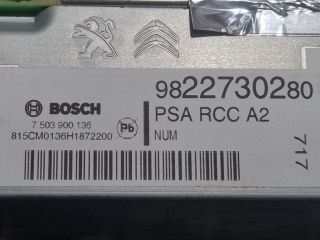 9822730280
BOSCH
PSA RCC A2
7 503 900 136
815CM0136H1872200
Pb
NUM
717